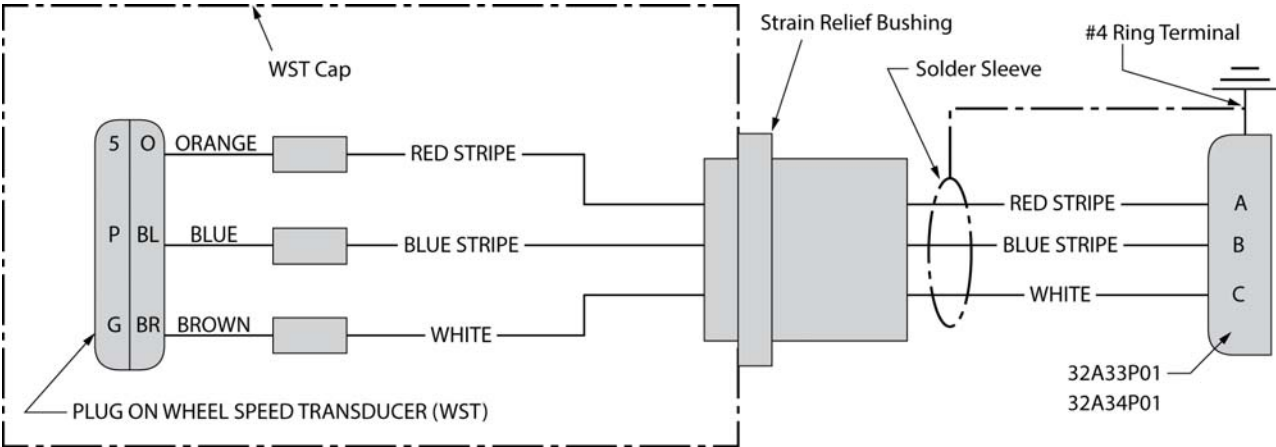 Strain Relief Bushing
#4 Ring Terminal
WST Cap
Solder Sleeve
5 O ORANGE
RED STRIPE
RED STRIPE
A
P BL BLUE
BLUE STRIPE
BLUE STRIPE
B
G BR BROWN
WHITE
WHITE
C
32A33P01
32A34P01
PLUG ON WHEEL SPEED TRANSDUCER (WST)